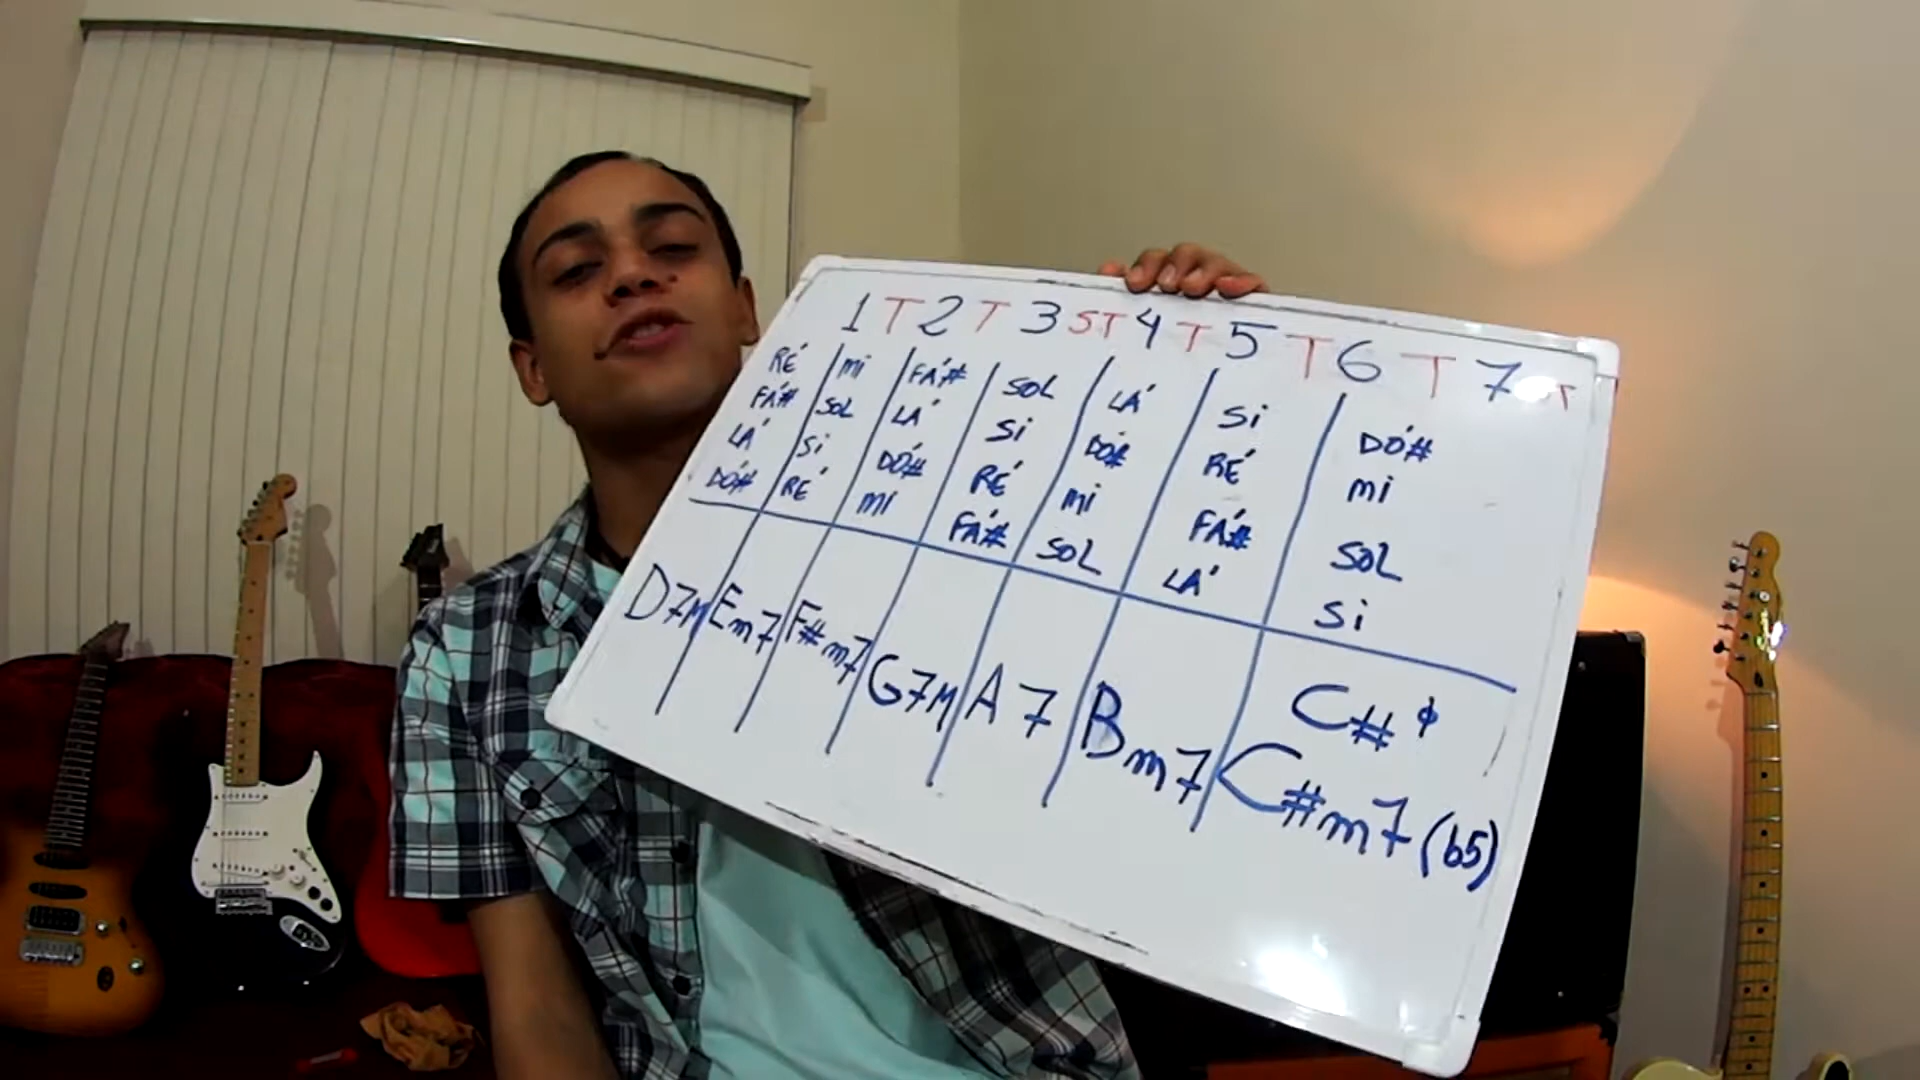 1 T 2 T 3 ST 4 T 5 T 6 T 7 ST
RÉ MI FÁ# SOL LÁ SI DÓ#
FÁ# SOL LÁ SI DÓ# RÉ MI
LÁ SI DÓ# RÉ MI FÁ# SOL
DÓ# RÉ MI FÁ# SOL LÁ SI
D7M Em7 F#m7 G7M A7 Bm7 C#ø
C#m7(b5)